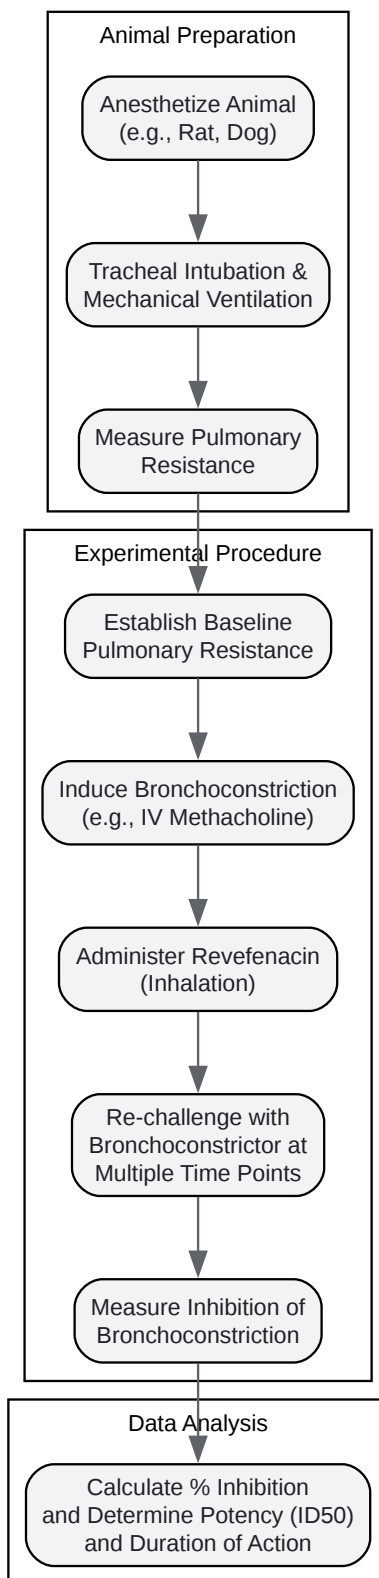 Animal Preparation
Anesthetize Animal
(e.g., Rat, Dog)
Tracheal Intubation &
Mechanical Ventilation
Measure Pulmonary
Resistance
Experimental Procedure
Establish Baseline
Pulmonary Resistance
Induce Bronchoconstriction
(e.g., IV Methacholine)
Administer Revefenacin
(Inhalation)
Re-challenge with
Bronchoconstrictor at
Multiple Time Points
Measure Inhibition of
Bronchoconstriction
Data Analysis
Calculate % Inhibition
and Determine Potency (ID50)
and Duration of Action